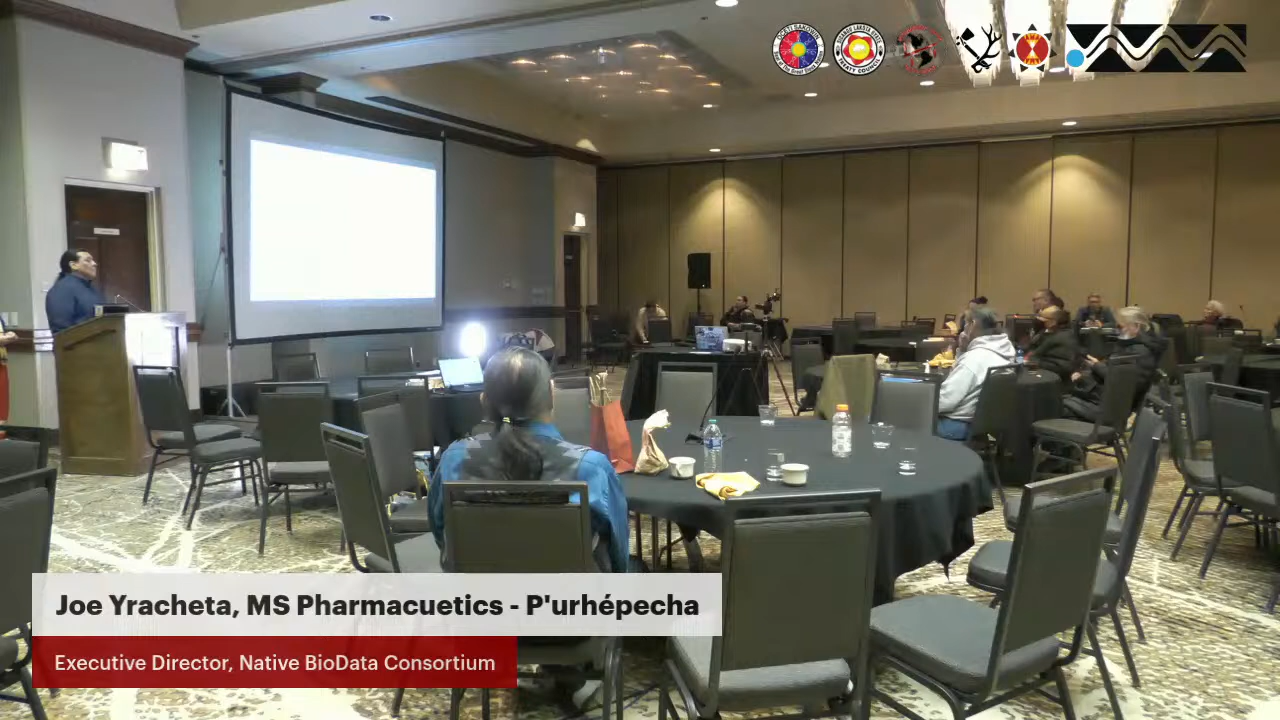 Joe Yracheta, MS Pharmacuetics - P'urhépecha
Executive Director, Native BioData Consortium